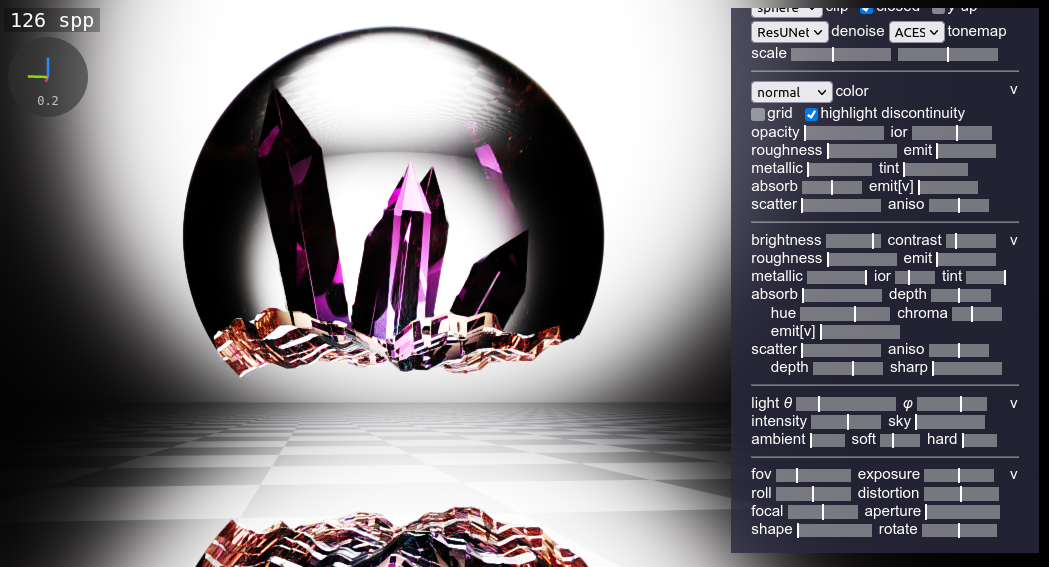 126 spp
0.2
sphere clip closed y-up
ResUNet denoise ACES tonemap
scale
normal color v
grid highlight discontinuity
opacity ior
roughness emit
metallic tint
absorb emit[v]
scatter aniso
brightness contrast v
roughness emit
metallic ior tint
absorb depth
hue chroma
emit[v]
scatter aniso
depth sharp
light θ φ v
intensity sky
ambient soft hard
fov exposure v
roll distortion
focal aperture
shape rotate